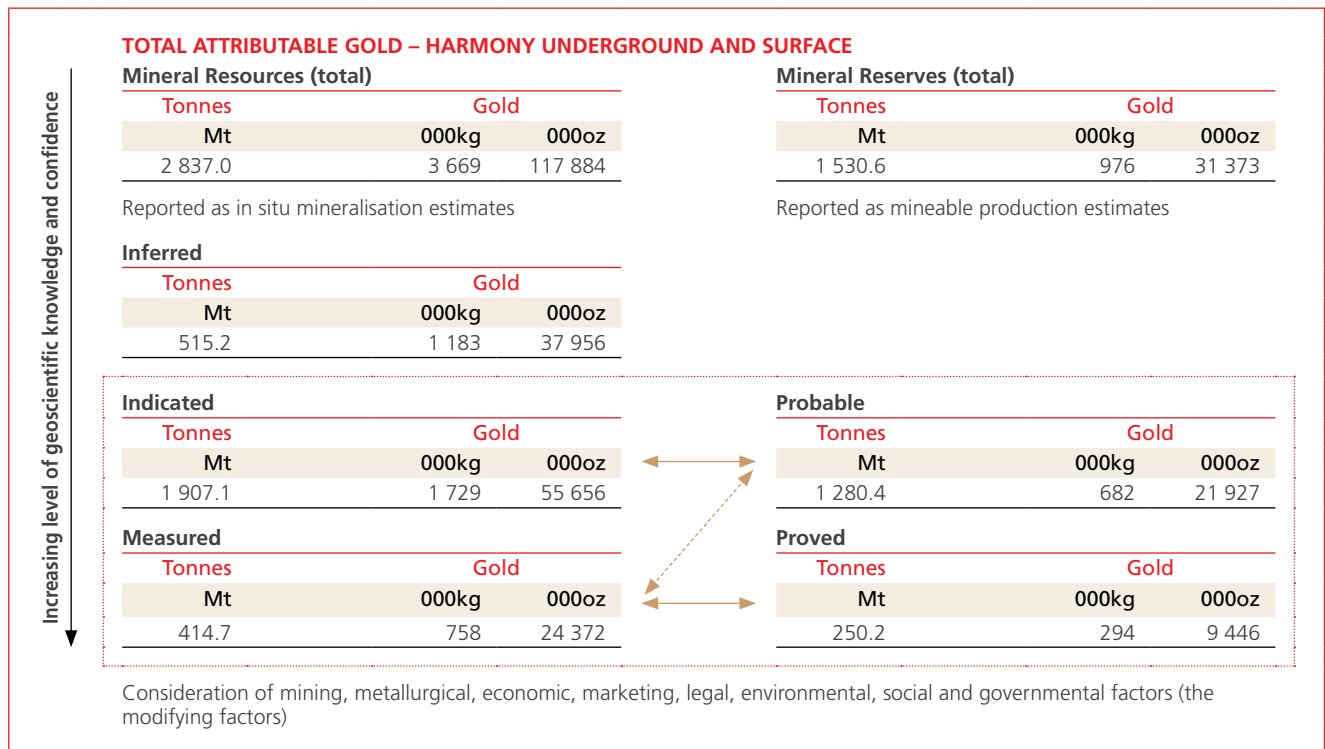 TOTAL ATTRIBUTABLE GOLD – HARMONY UNDERGROUND AND SURFACE
Increasing level of geoscientific knowledge and confidence
Mineral Resources (total)
Tonnes Gold
Mt 000kg 000oz
2 837.0 3 669 117 884
Reported as in situ mineralisation estimates
Mineral Reserves (total)
Tonnes Gold
Mt 000kg 000oz
1 530.6 976 31 373
Reported as mineable production estimates
Inferred
Tonnes Gold
Mt 000kg 000oz
515.2 1 183 37 956
Indicated
Tonnes Gold
Mt 000kg 000oz
1 907.1 1 729 55 656
Probable
Tonnes Gold
Mt 000kg 000oz
1 280.4 682 21 927
Measured
Tonnes Gold
Mt 000kg 000oz
414.7 758 24 372
Proved
Tonnes Gold
Mt 000kg 000oz
250.2 294 9 446
Consideration of mining, metallurgical, economic, marketing, legal, environmental, social and governmental factors (the
modifying factors)